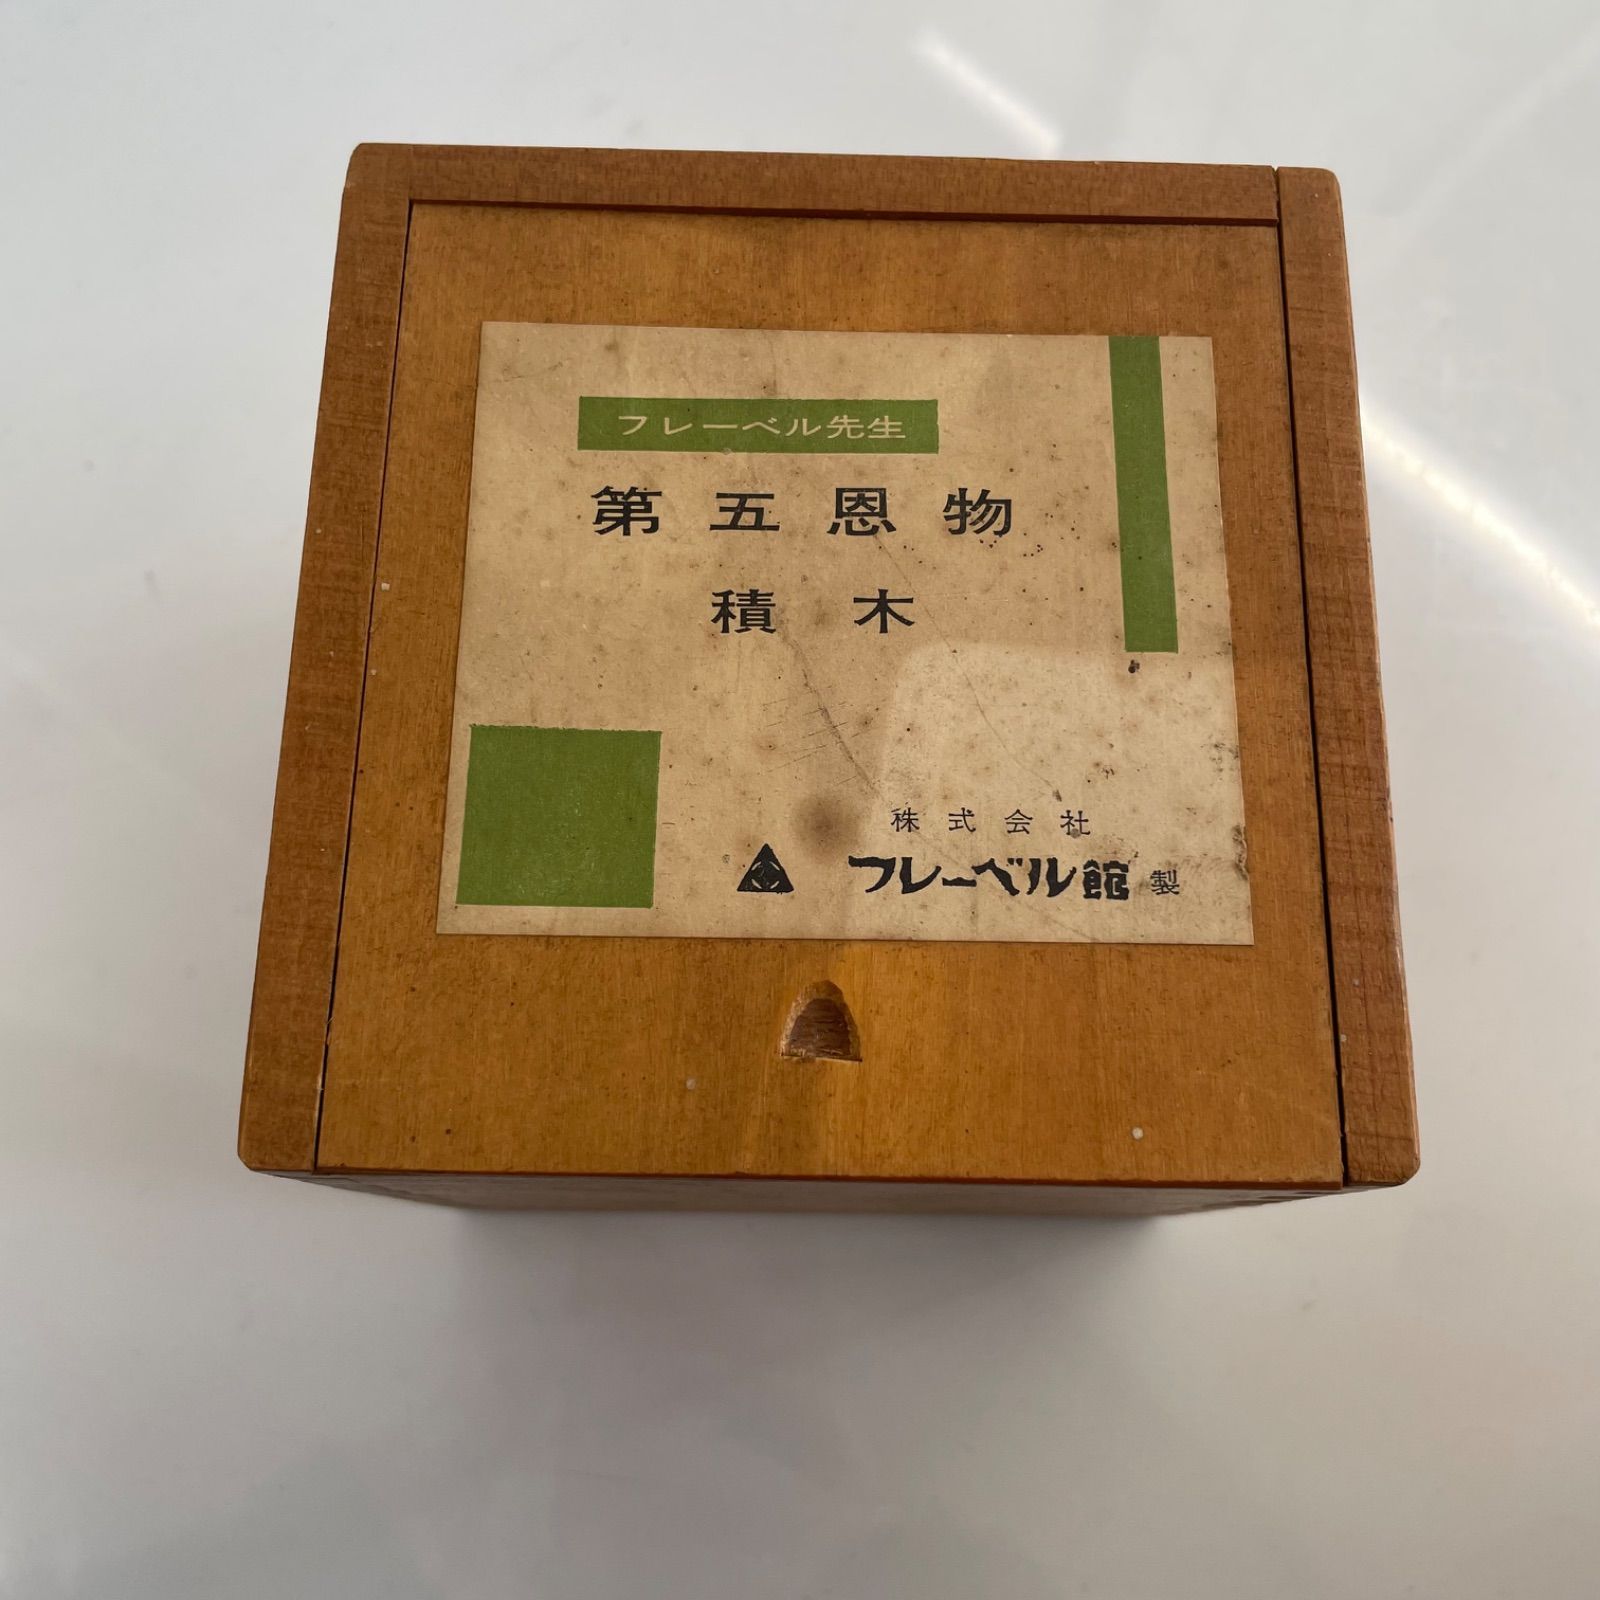 フレーベル先生
第五恩物
積木
株式会社
フレーベル館 製